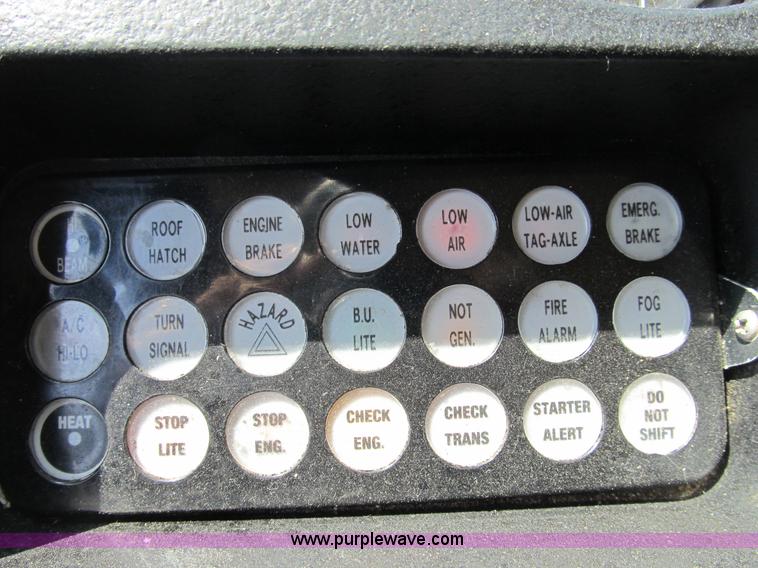 BEAM
ROOF
HATCH
ENGINE
BRAKE
LOW
WATER
LOW
AIR
LOW-AIR
TAG-AXLE
EMERG.
BRAKE
A/C
HI-LO
TURN
SIGNAL
HAZARD
B.U.
LITE
NOT
GEN.
FIRE
ALARM
FOG
LITE
HEAT
STOP
LITE
STOP
ENG.
CHECK
ENG.
CHECK
TRANS
STARTER
ALERT
DO
NOT
SHIFT
www.purplewave.com